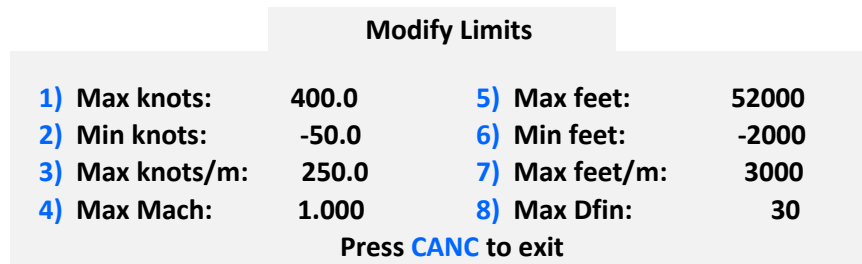 Modify Limits
1) Max knots: 400.0 5) Max feet: 52000
2) Min knots: -50.0 6) Min feet: -2000
3) Max knots/m: 250.0 7) Max feet/m: 3000
4) Max Mach: 1.000 8) Max Dfin: 30
Press CANC to exit